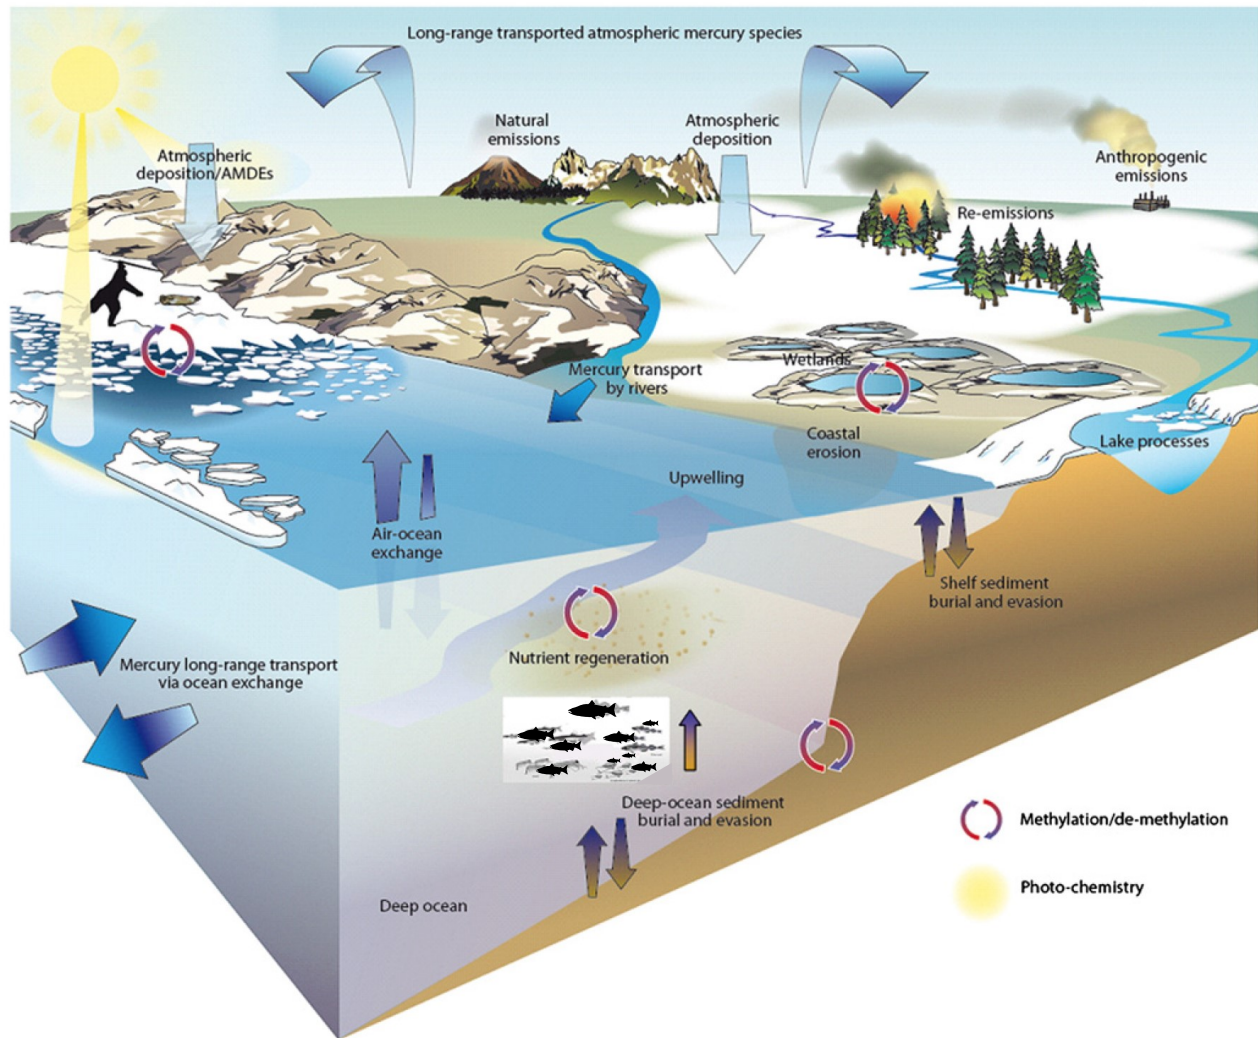 Long-range transported atmospheric mercury species
Natural
emissions
Atmospheric
deposition
Atmospheric
deposition/AMDEs
Anthropogenic
emissions
Re-emissions
Mercury transport
by rivers
Wetlands
Coastal
erosion
Lake processes
Upwelling
Air-ocean
exchange
Shelf sediment
burial and evasion
Nutrient regeneration
Mercury long-range transport
via ocean exchange
Deep-ocean sediment
burial and evasion
Deep ocean
Methylation/de-methylation
Photo-chemistry